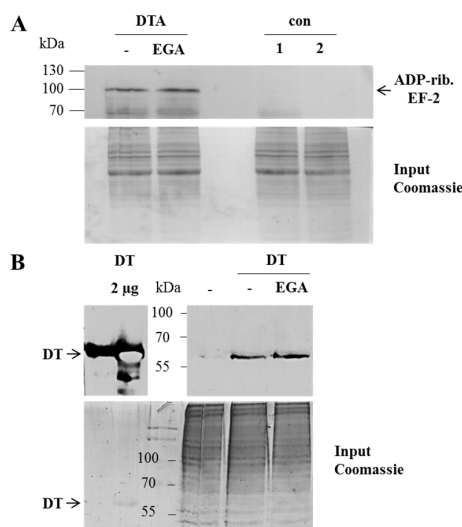 A
DTA con
kDa - EGA 1 2
130
100
70
ADP-rib.
EF-2
Input
Coomassie
B
DT DT
2 µg kDa - - EGA
100
70
55
DT
100
70
55
DT
Input
Coomassie